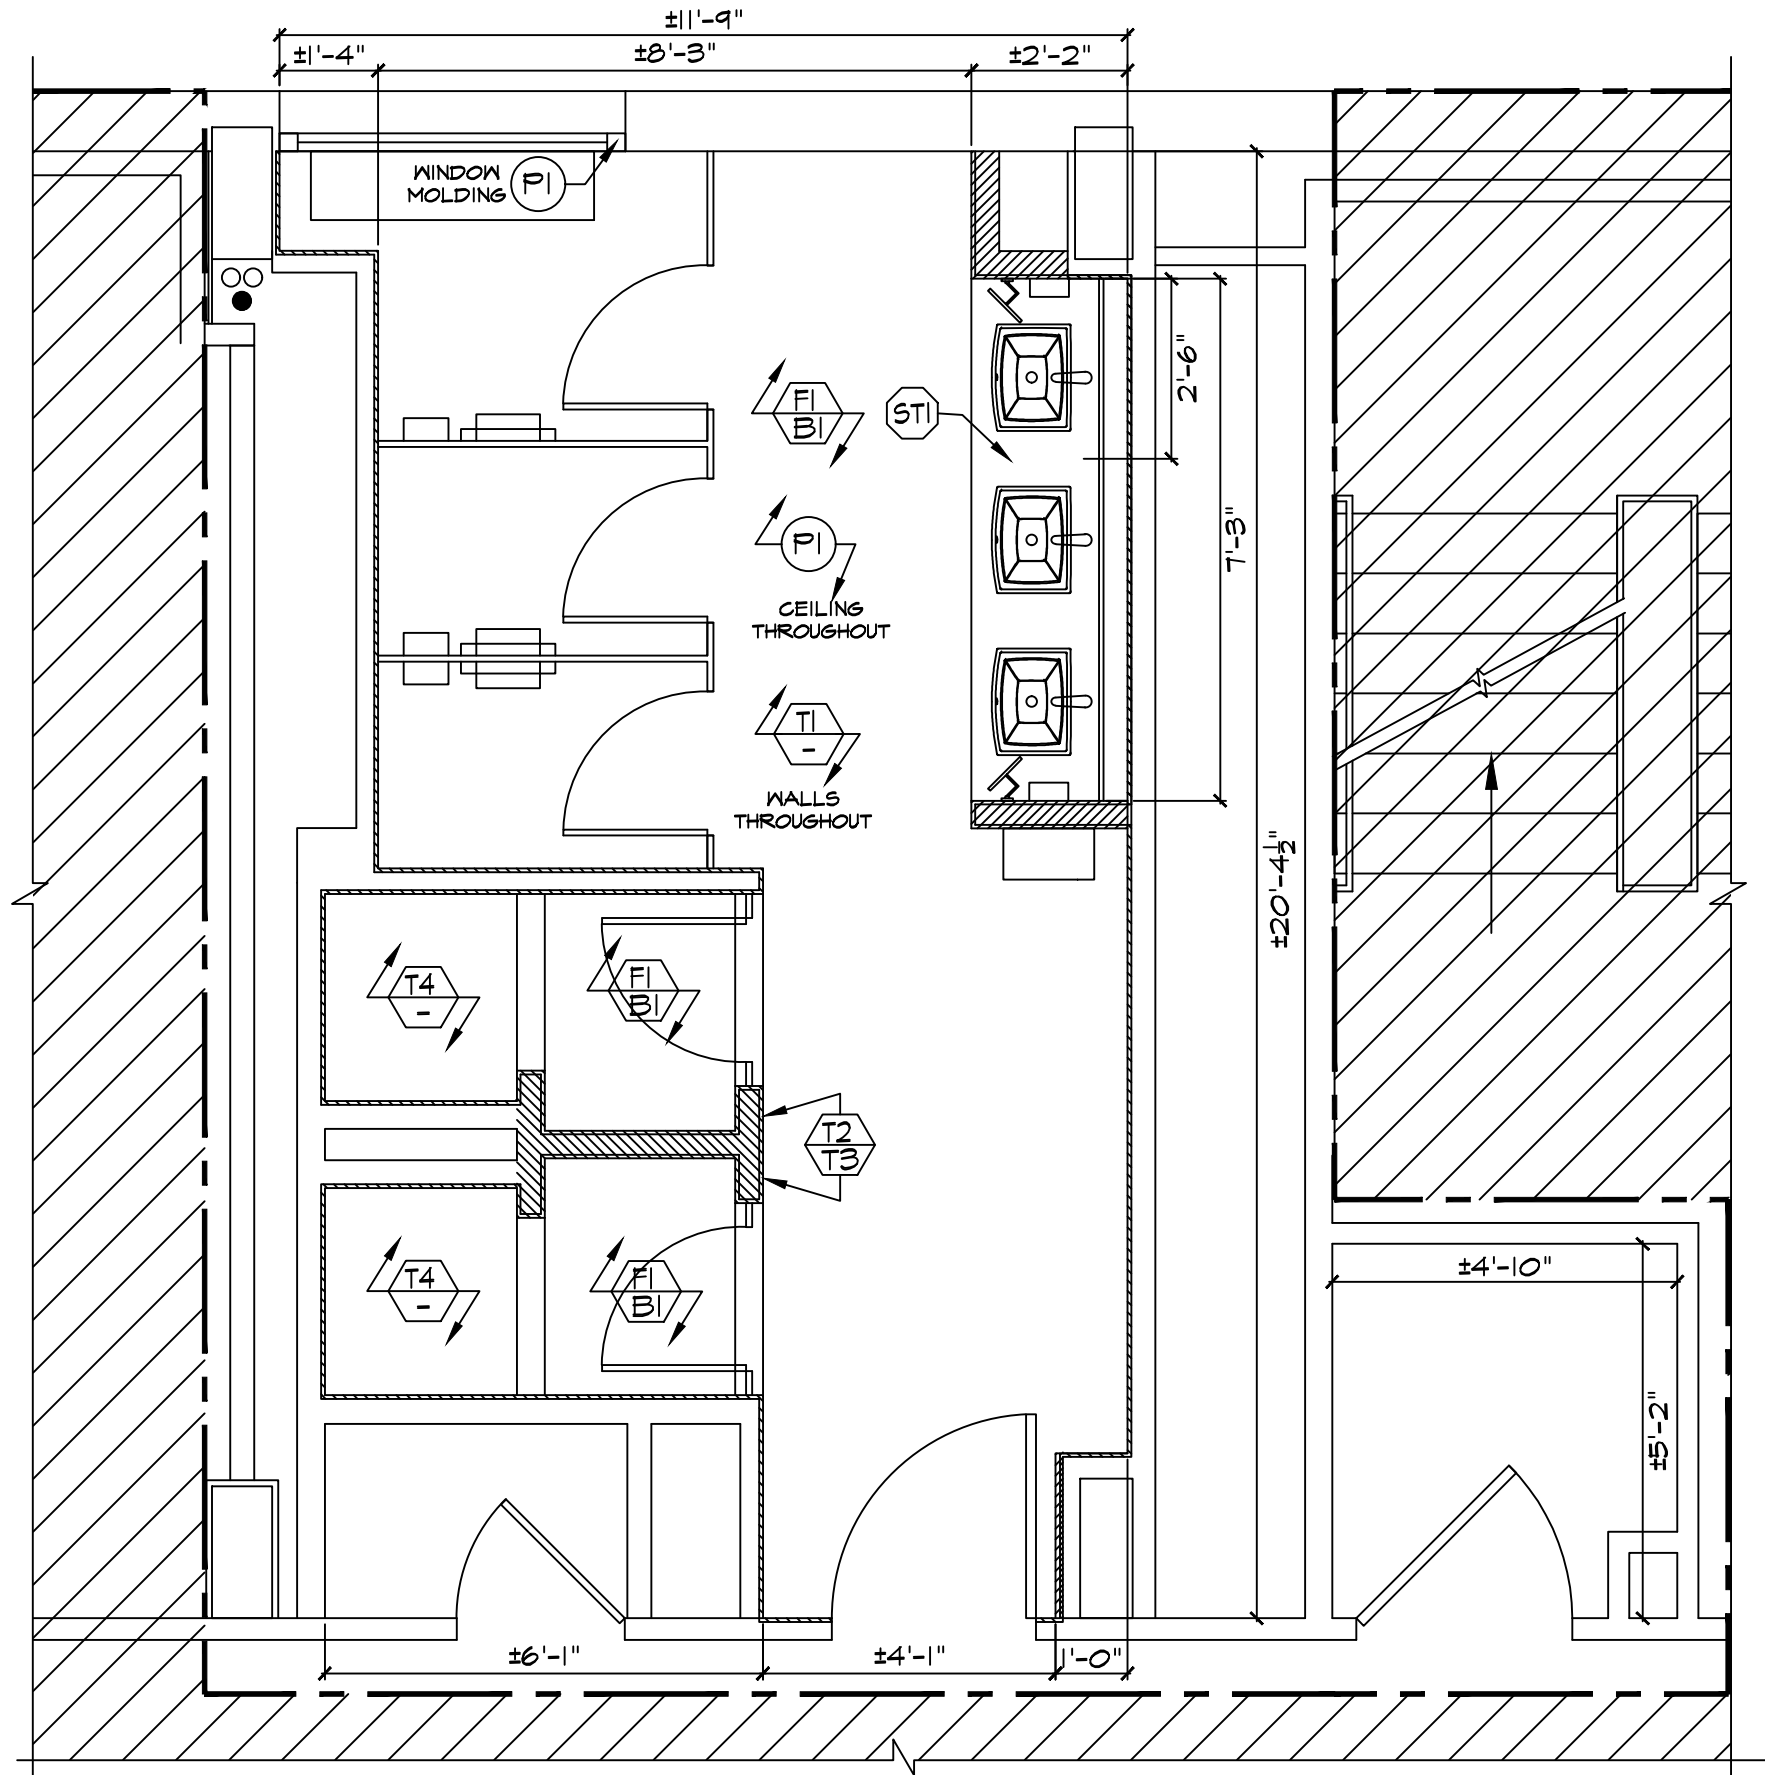 ±11'-9"
±1'-4"
±8'-3"
±2'-2"
WINDOW
MOLDING
P1
2'-6"
F1
B1
ST1
7'-3"
P1
CEILING
THROUGHOUT
T1
-
WALLS
THROUGHOUT
±20'-4½"
T4
-
F1
B1
T2
T3
T4
-
F1
B1
±4'-10"
±5'-2"
±6'-1"
±4'-1"
1'-0"